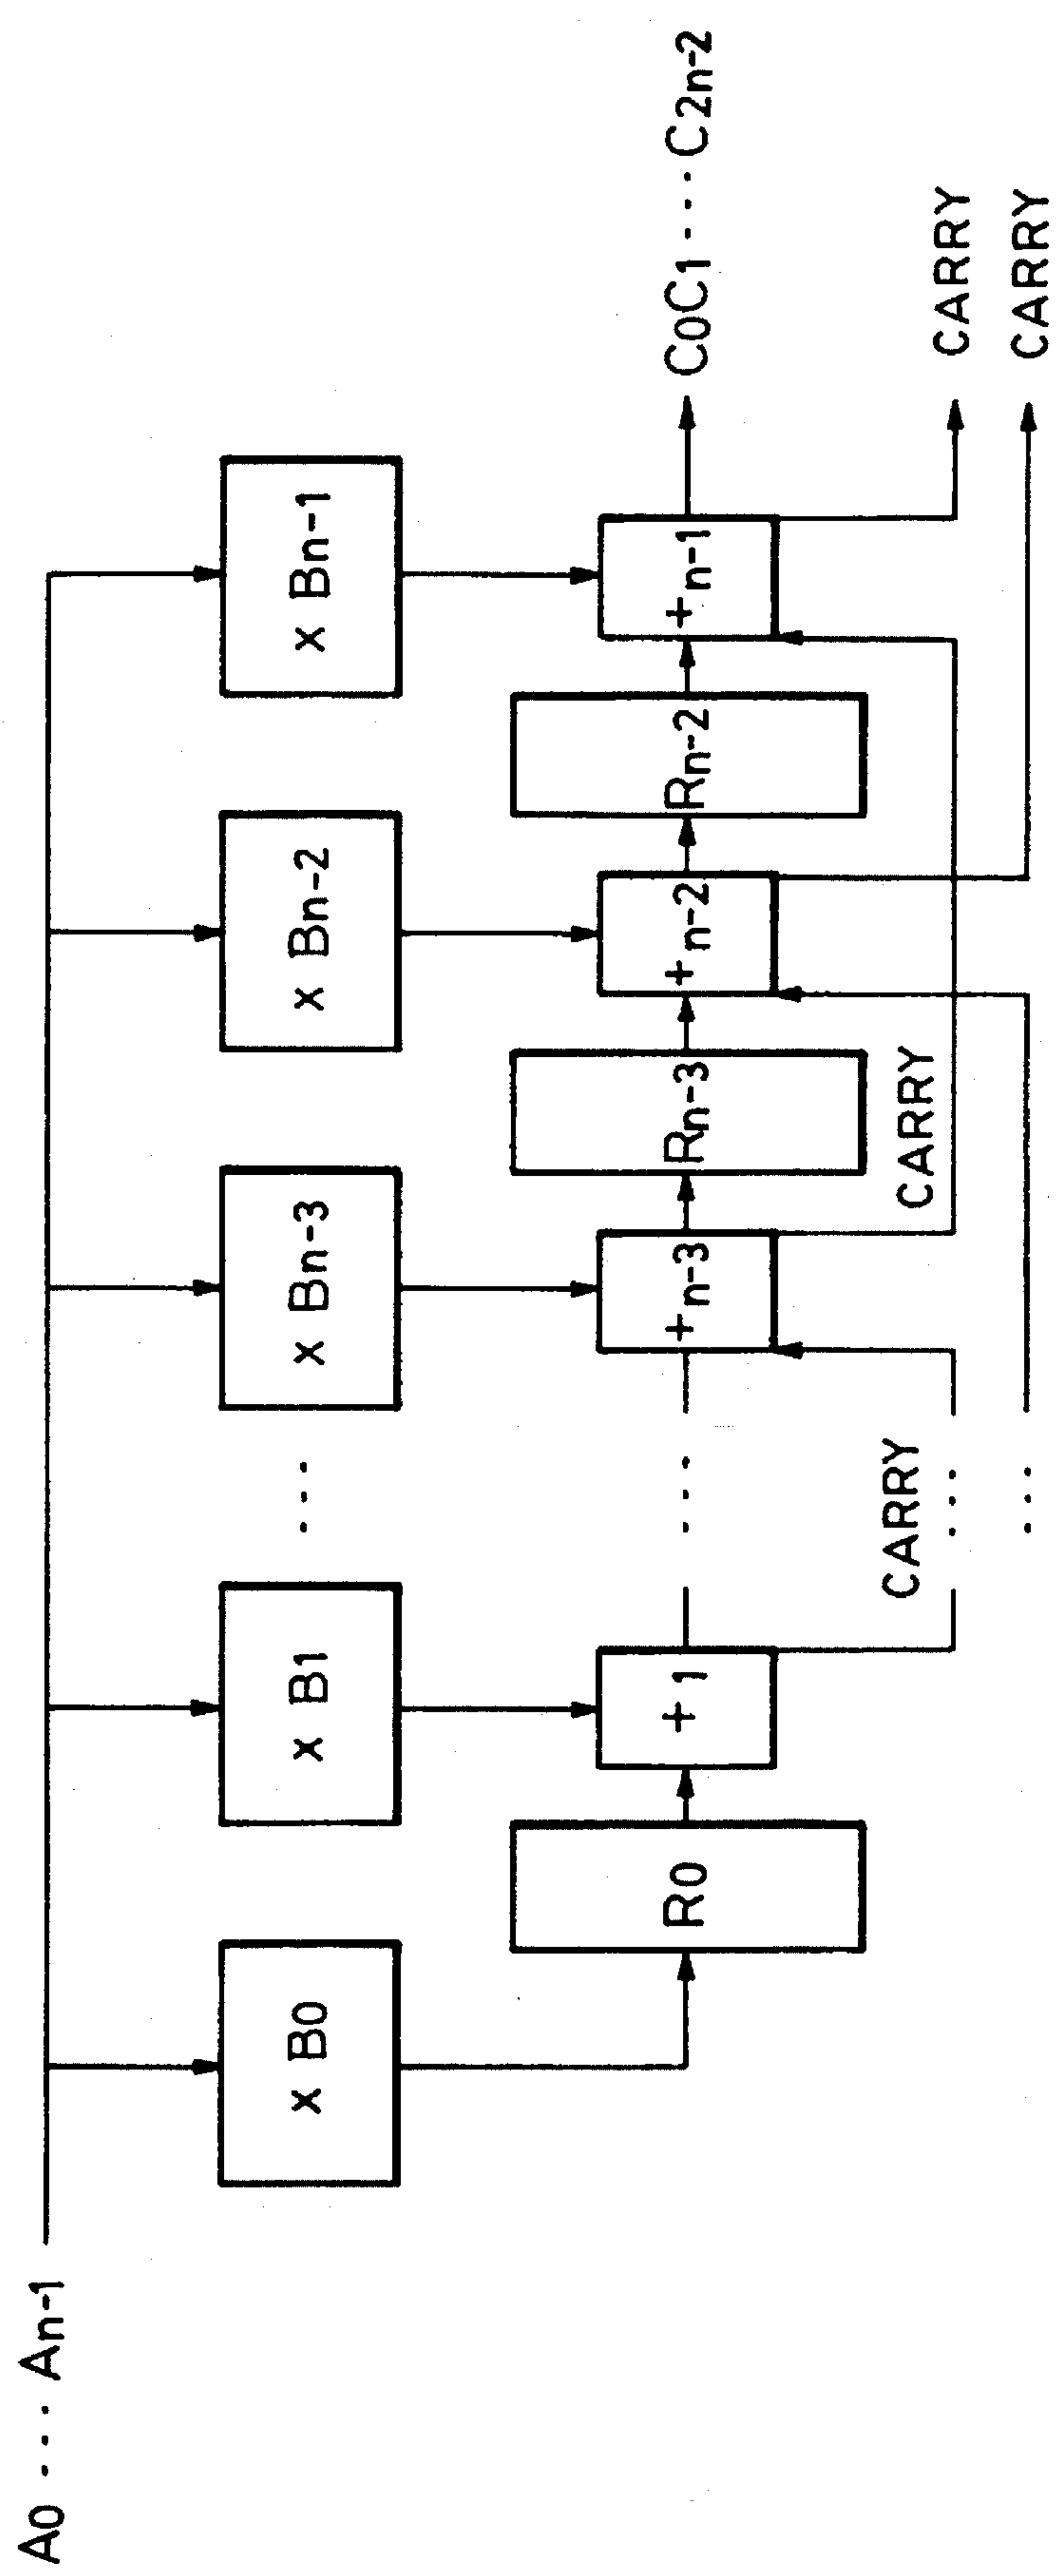 A0 ··· An-1
x B0
x B1
···
x Bn-3
x Bn-2
x Bn-1
R0
+1
···
+n-3
Rn-3
+n-2
Rn-2
+n-1
C0C1 ···· C2n-2
CARRY
···
CARRY
CARRY
···
CARRY